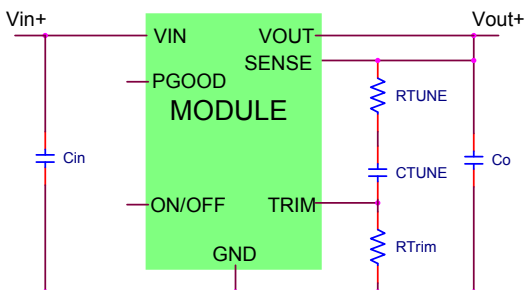 Vin+
Vout+
VIN
VOUT
SENSE
PGOOD
RTUNE
MODULE
Cin
CTUNE
Co
ON/OFF
TRIM
GND
RTrim